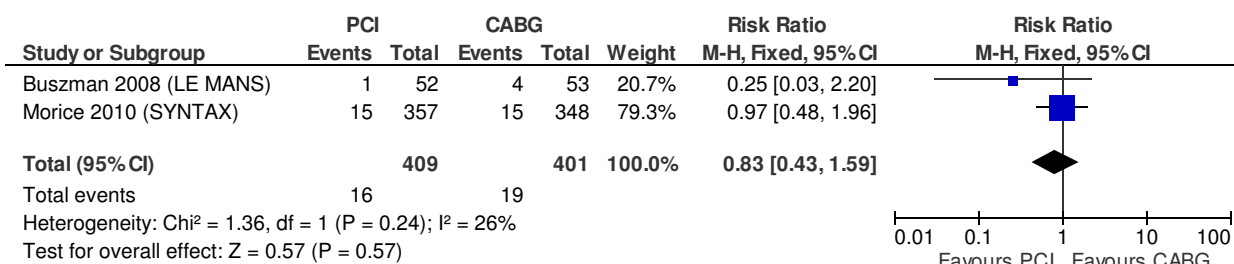 PCI CABG Risk Ratio Risk Ratio
Study or Subgroup Events Total Events Total Weight M-H, Fixed, 95% CI M-H, Fixed, 95% CI
Buszman 2008 (LE MANS) 1 52 4 53 20.7% 0.25 [0.03, 2.20]
Morice 2010 (SYNTAX) 15 357 15 348 79.3% 0.97 [0.48, 1.96]
Total (95% CI) 409 401 100.0% 0.83 [0.43, 1.59]
Total events 16 19
Heterogeneity: Chi² = 1.36, df = 1 (P = 0.24); I² = 26%
Test for overall effect: Z = 0.57 (P = 0.57)
0.01 0.1 1 10 100
Favours PCI Favours CABG